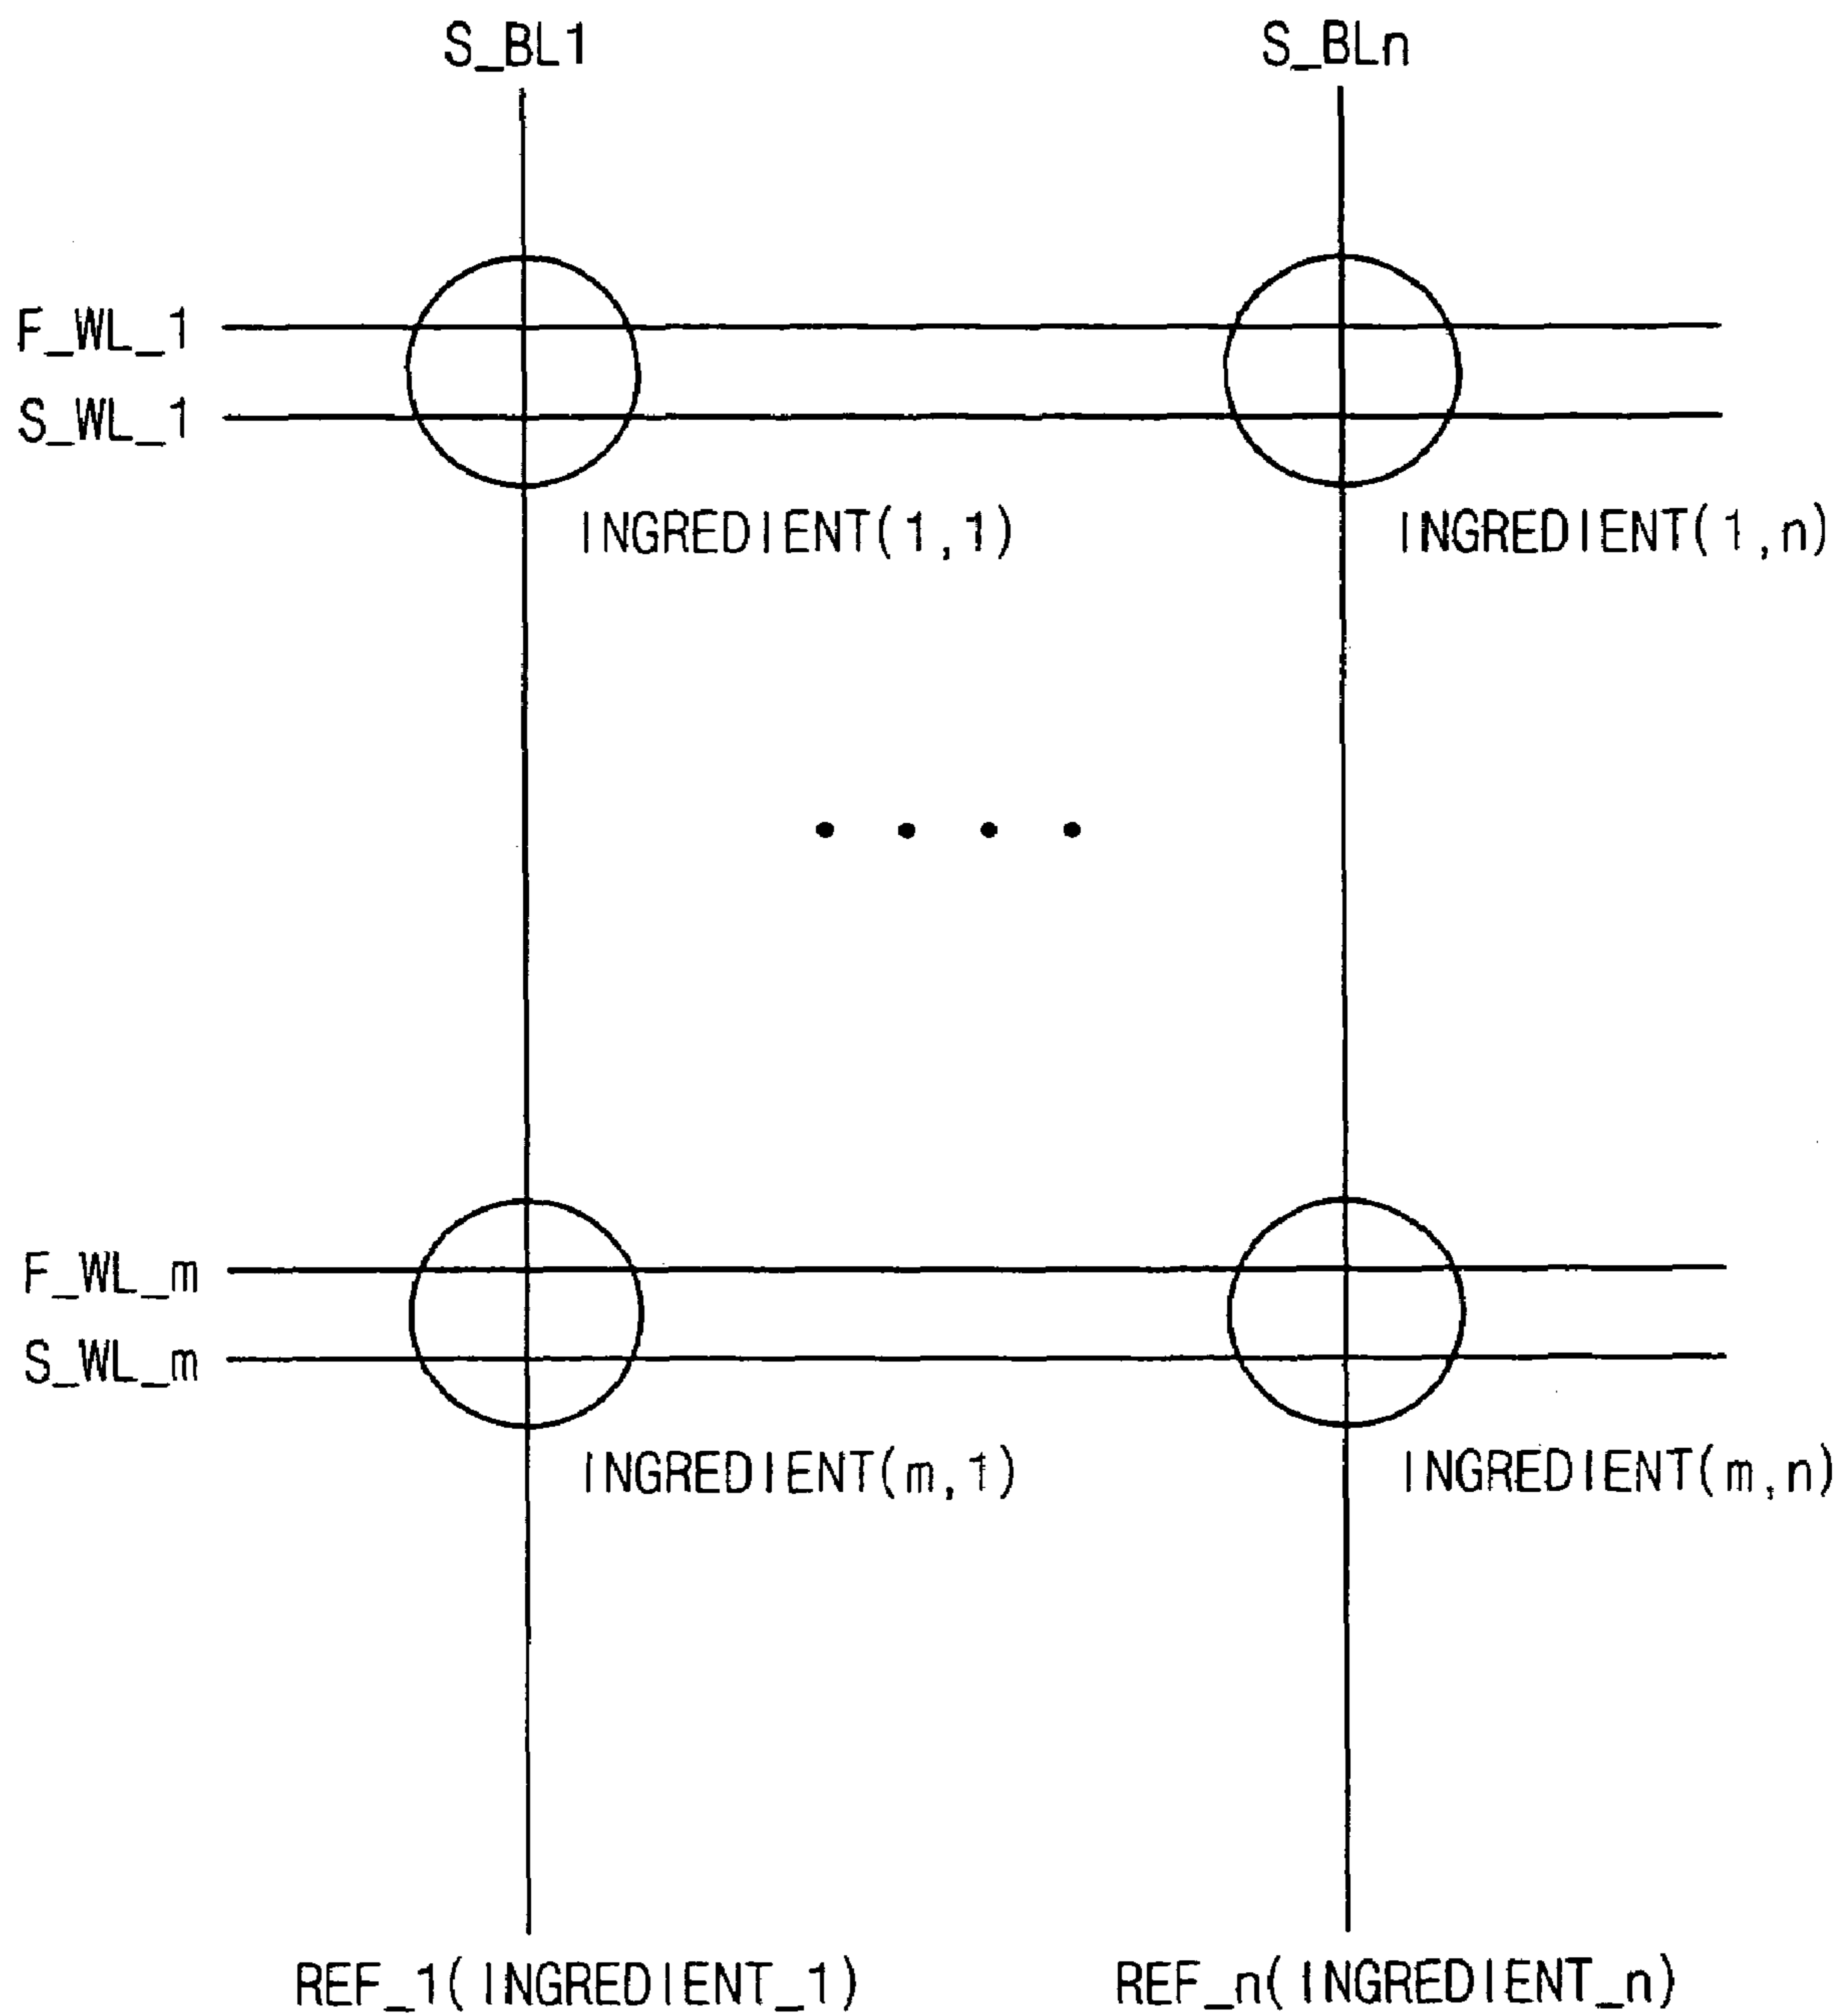 S_BL1 S_BLn
F_WL_1
S_WL_1
INGREDIENT(1,1) INGREDIENT(1,n)
F_WL_m
S_WL_m
INGREDIENT(m,1) INGREDIENT(m,n)
REF_1(INGREDIENT_1) REF_n(INGREDIENT_n)